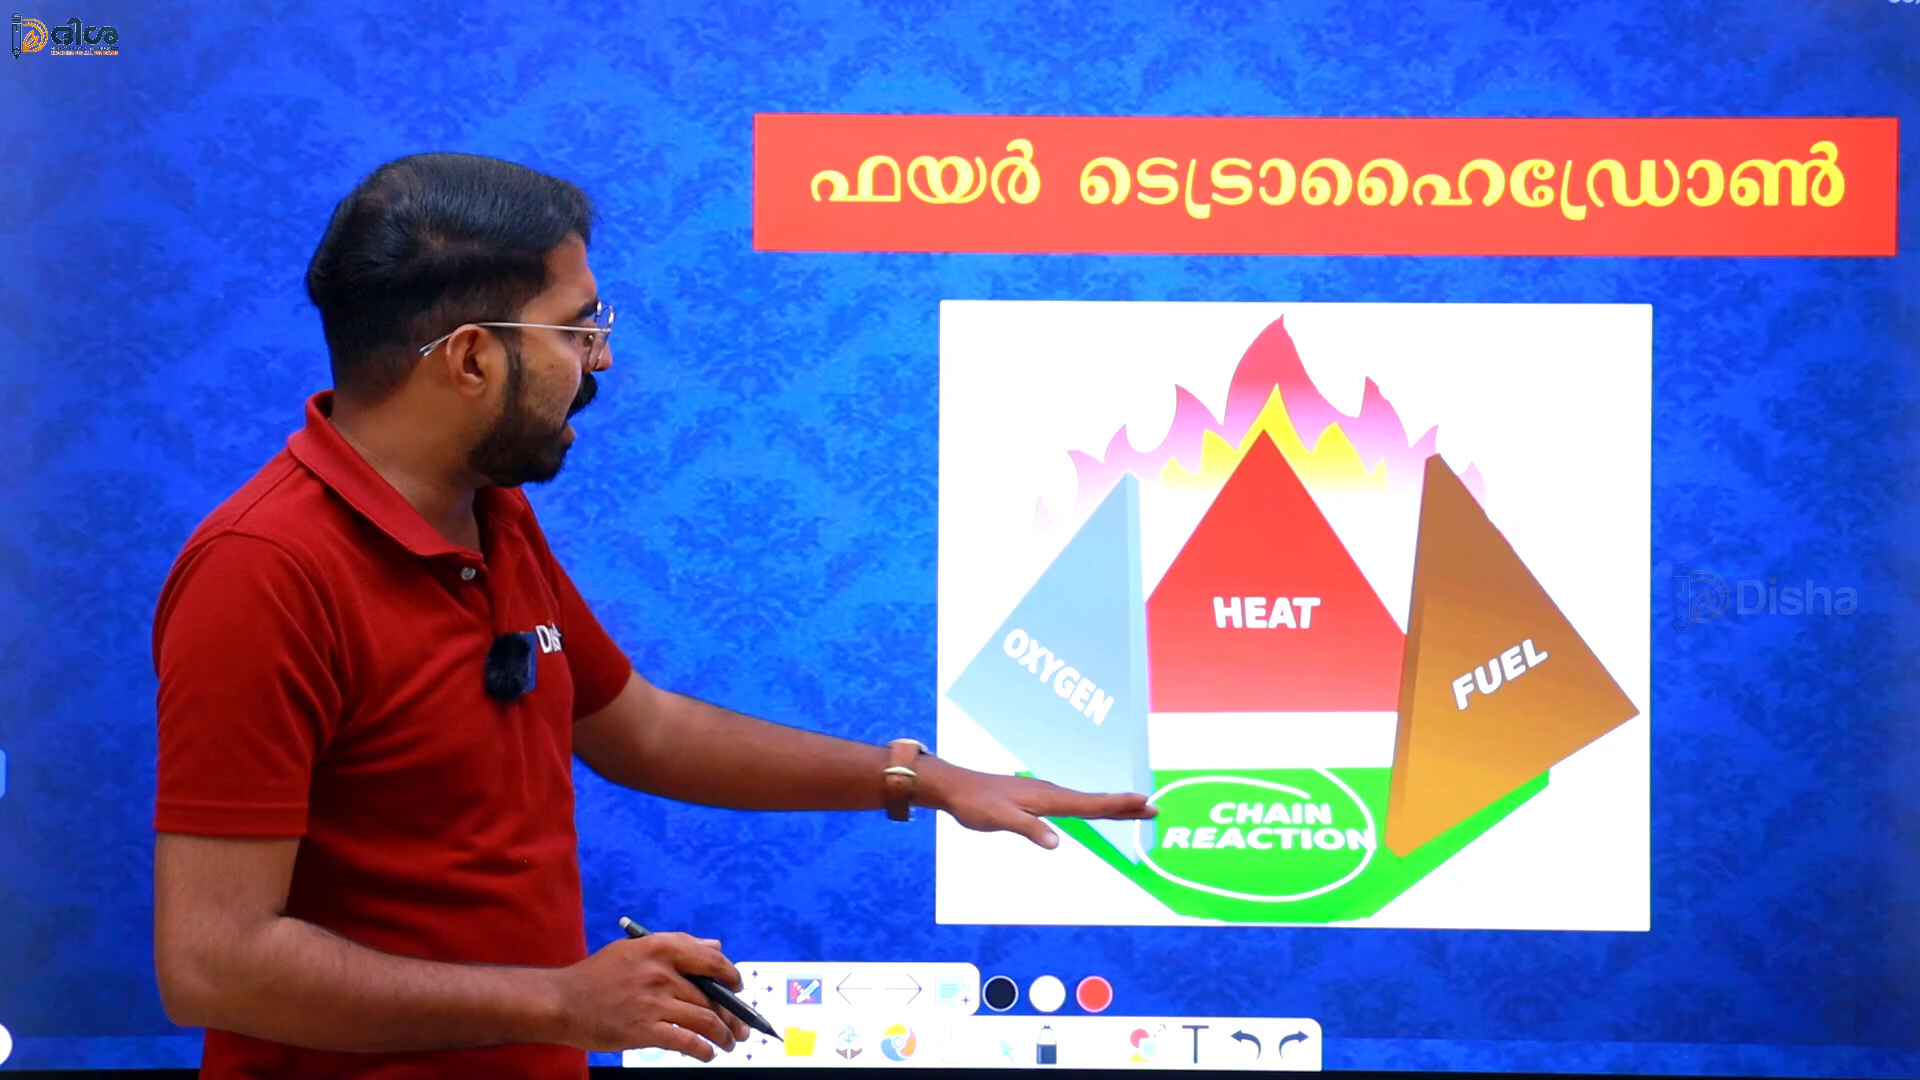 ദിശ
ഫയർ ടെട്രാഹൈഡ്രോൺ
HEAT
OXYGEN
FUEL
Disha
CHAIN
REACTION
T